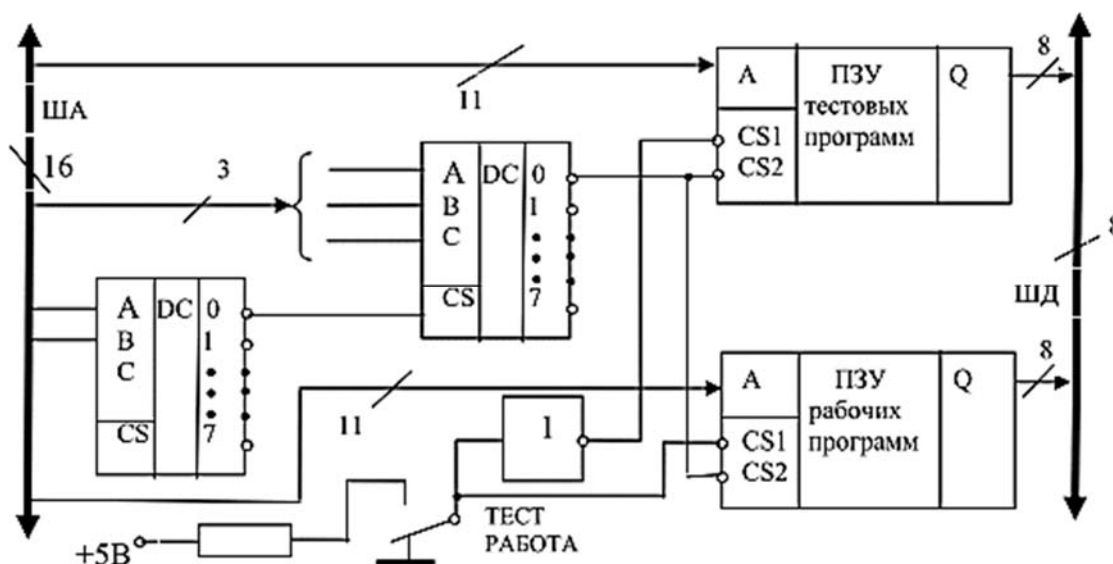 ША
16
11
3
A DC 0
B 1
C
CS 7
A DC 0
B 1
C
CS 7
A ПЗУ Q
тестовых
CS1 программ
CS2
8
8
ШД
A ПЗУ Q
рабочих
CS1 программ
CS2
8
11
1
ТЕСТ
РАБОТА
+5В